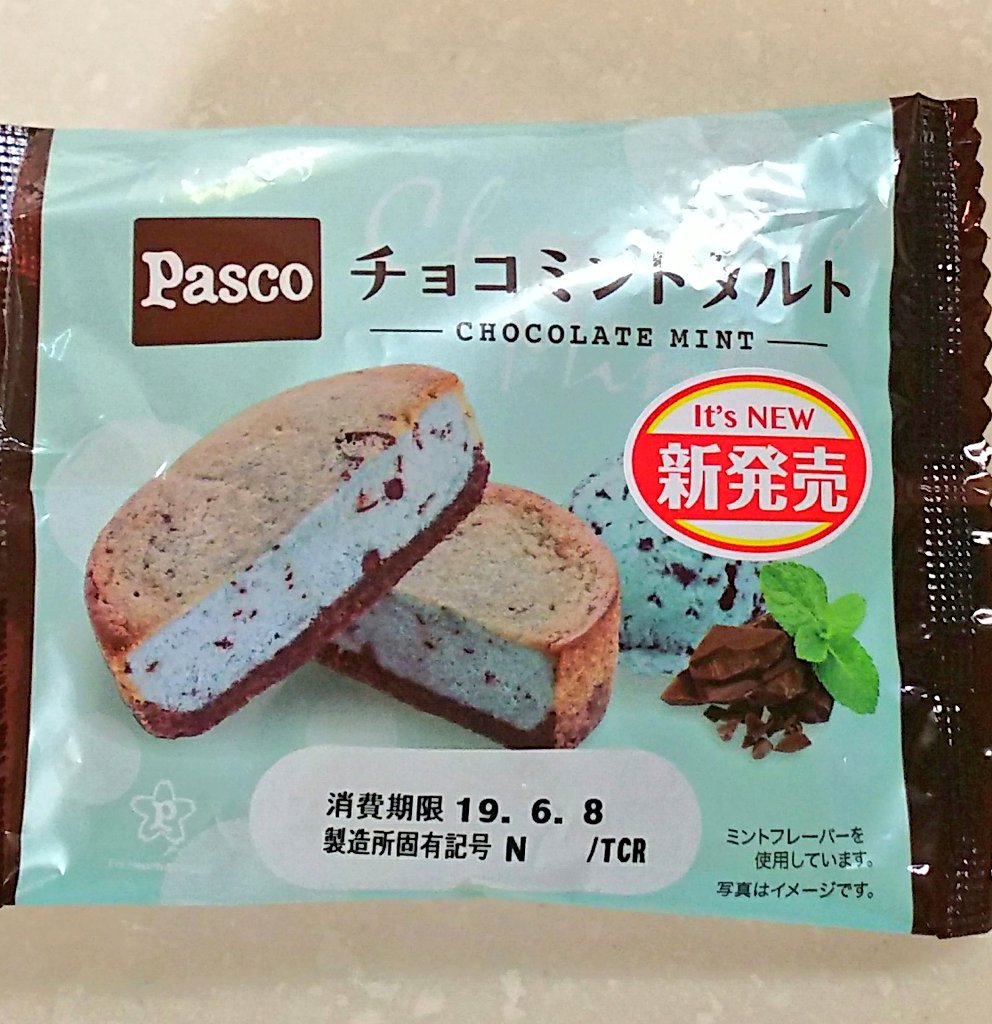 Pasco
チョコミントタルト
CHOCOLATE MINT
It's NEW
新発売
消費期限 19. 6. 8
製造所固有記号 N /TCR
ミントフレーバーを
使用しています。
写真はイメージです。